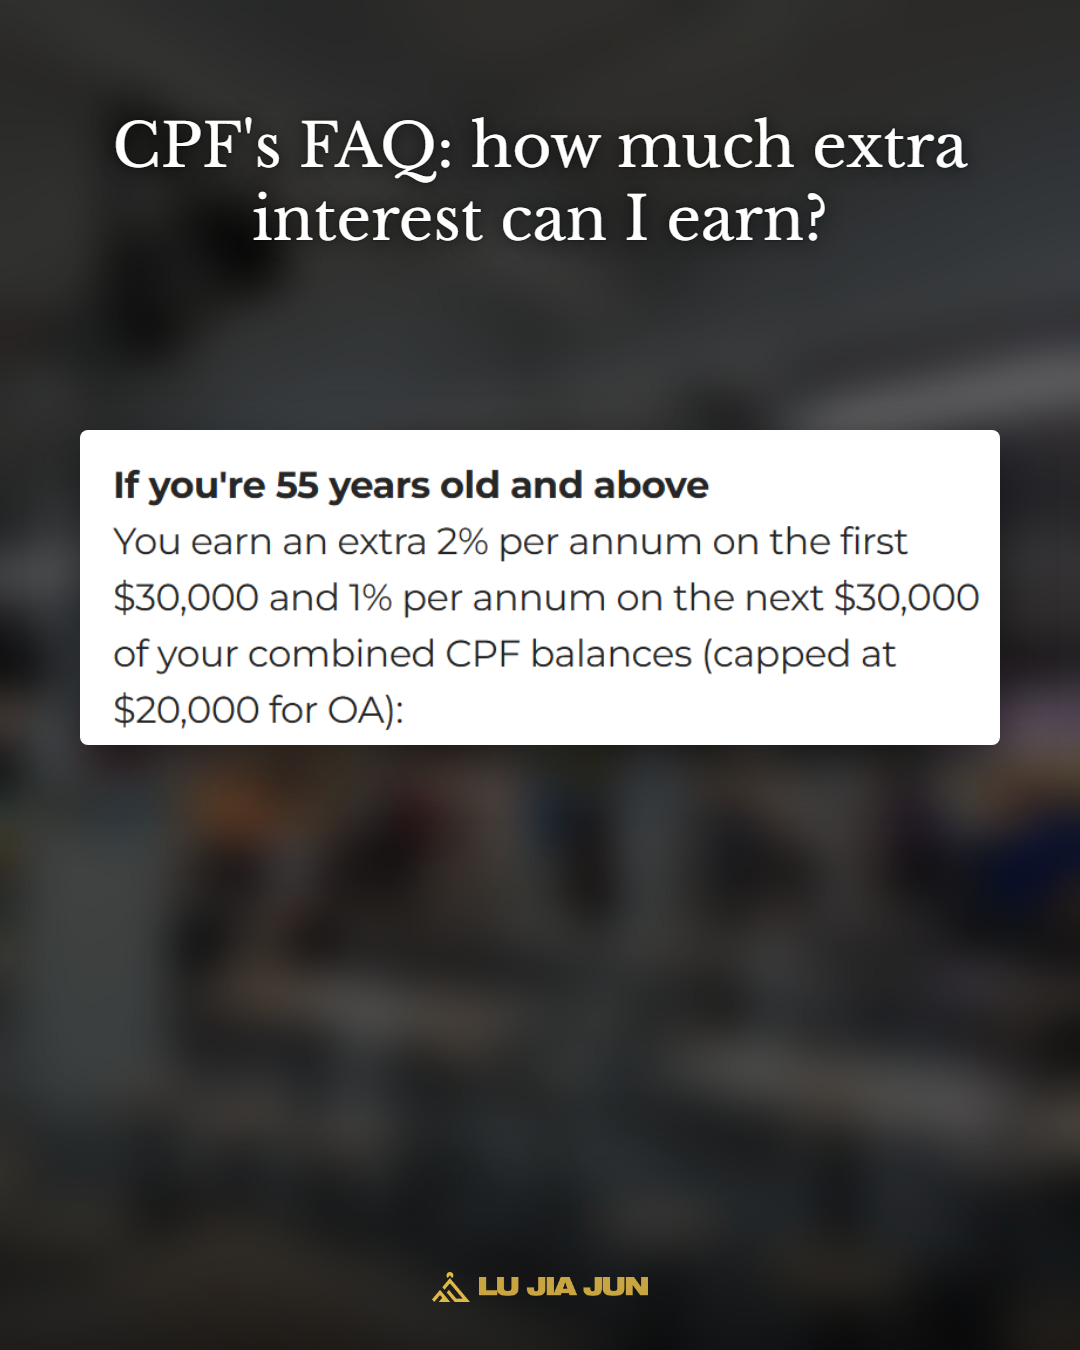 CPF's FAQ: how much extra
interest can I earn?
If you're 55 years old and above
You earn an extra 2% per annum on the first
$30,000 and 1% per annum on the next $30,000
of your combined CPF balances (capped at
$20,000 for OA):
LU JIA JUN